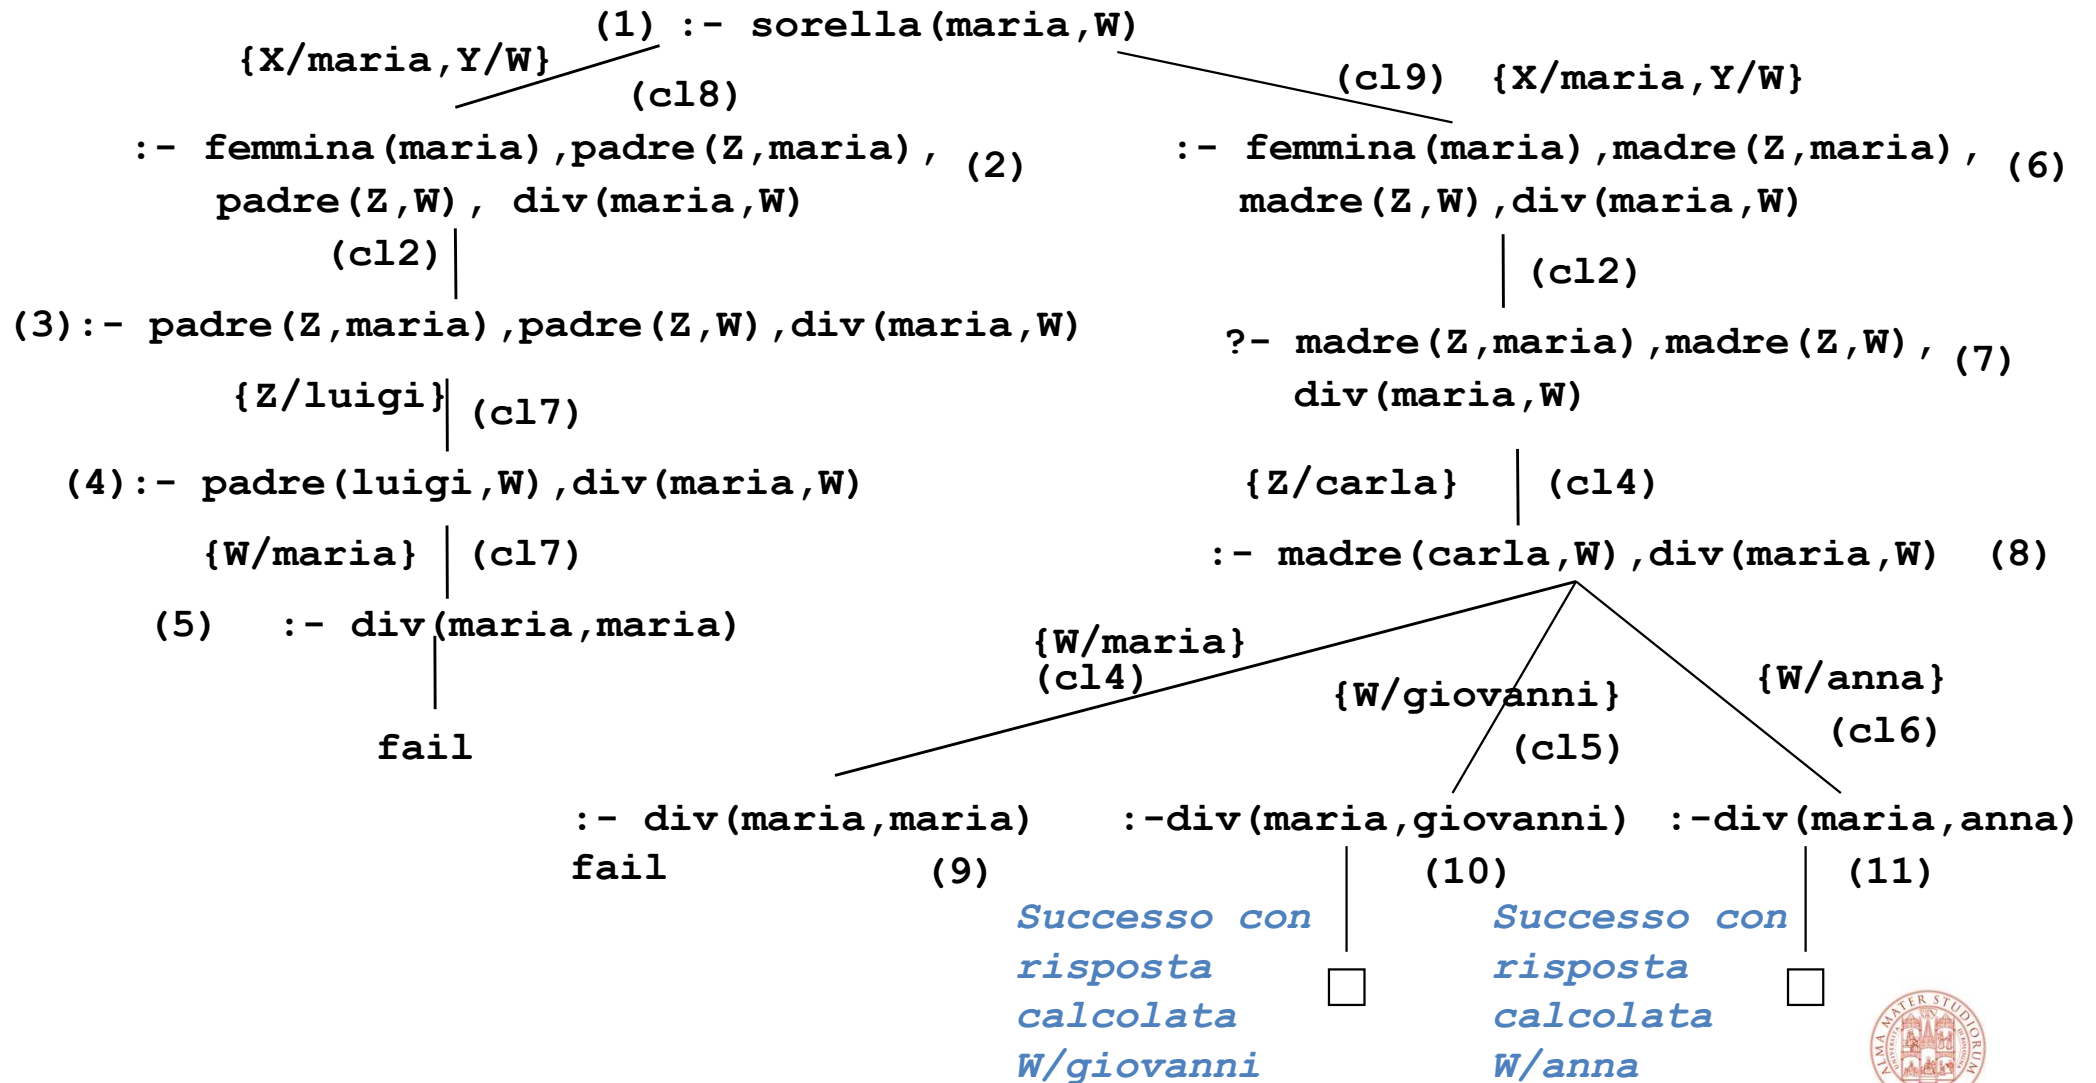 (1) :- sorella(maria,W)
{X/maria,Y/W}
(cl8)
(cl9) {X/maria,Y/W}
:- femmina(maria),padre(Z,maria), (2)
padre(Z,W), div(maria,W)
(cl2)
(3):- padre(Z,maria),padre(Z,W),div(maria,W)
{Z/luigi} (cl7)
(4):- padre(luigi,W),div(maria,W)
{W/maria} (cl7)
(5) :- div(maria,maria)
fail
:- femmina(maria),madre(Z,maria), (6)
madre(Z,W),div(maria,W)
(cl2)
?- madre(Z,maria),madre(Z,W), (7)
div(maria,W)
{Z/carla} (cl4)
:- madre(carla,W),div(maria,W) (8)
{W/maria}
(cl4)
{W/giovanni}
(cl5)
{W/anna}
(cl6)
:- div(maria,maria)
fail (9)
:-div(maria,giovanni)
(10)
Successo con
risposta
calcolata
W/giovanni
:-div(maria,anna)
(11)
Successo con
risposta
calcolata
W/anna
ALMA MATER STUDIORUM